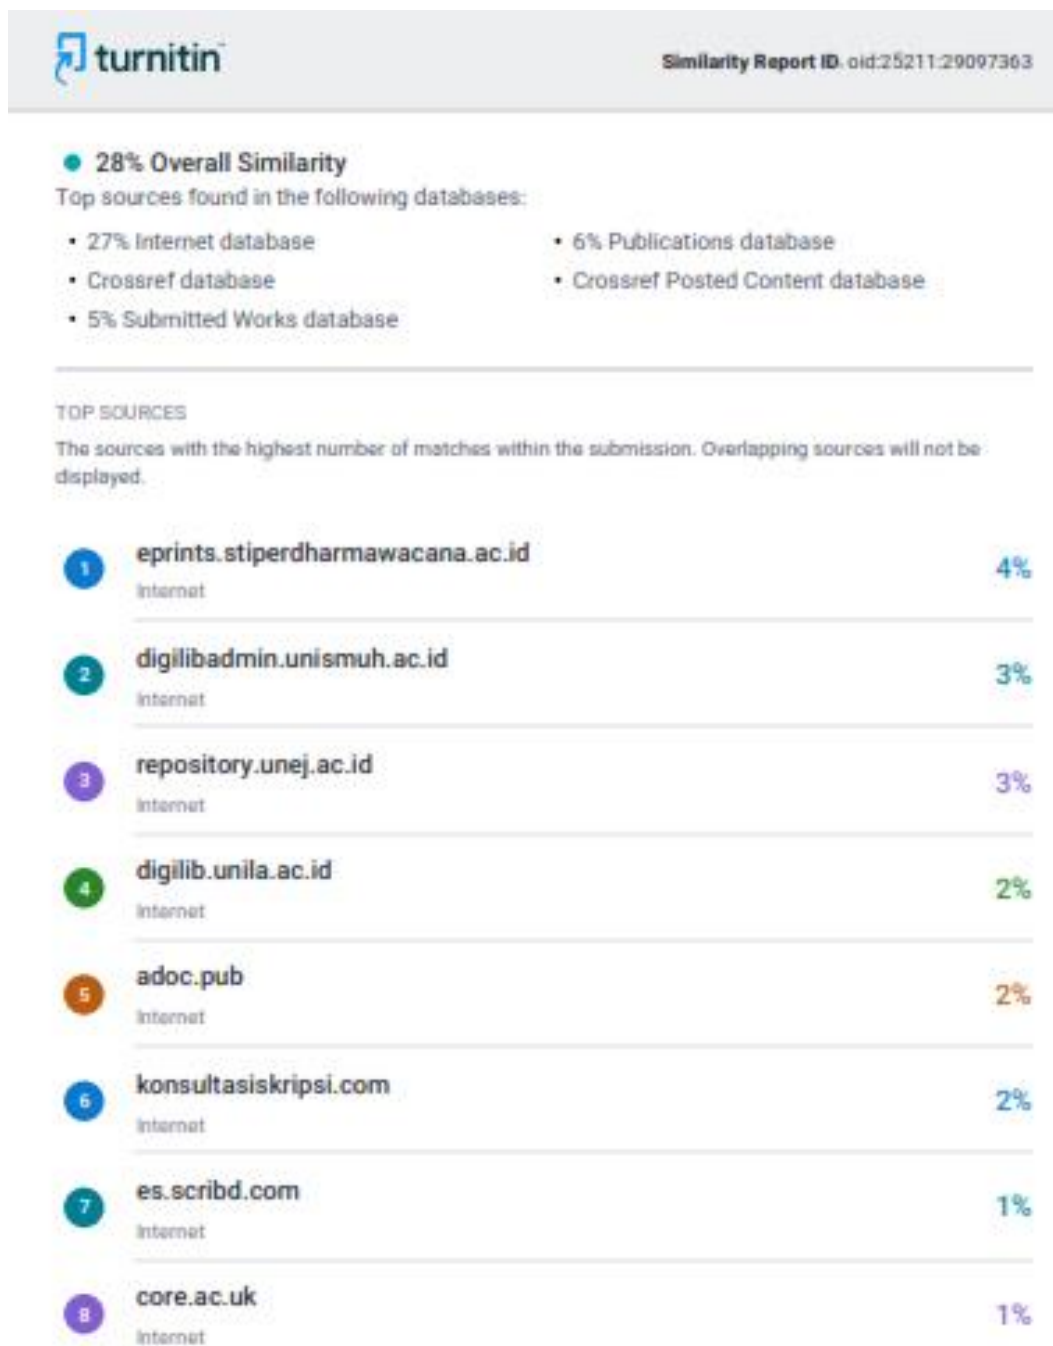 turnitin
Similarity Report ID. oid:25211:29097363
28% Overall Similarity
Top sources found in the following databases:
• 27% Internet database
• 6% Publications database
• Crossref database
• Crossref Posted Content database
• 5% Submitted Works database
TOP SOURCES
The sources with the highest number of matches within the submission. Overlapping sources will not be
displayed.
1
eprints.stiperdharmawacana.ac.id
4%
Internet
2
digilibadmin.unismuh.ac.id
3%
Internet
3
repository.unej.ac.id
3%
Internet
4
digilib.unila.ac.id
2%
Internet
5
adoc.pub
2%
Internet
6
konsultasiskripsi.com
2%
Internet
7
es.scribd.com
1%
Internet
8
core.ac.uk
1%
Internet